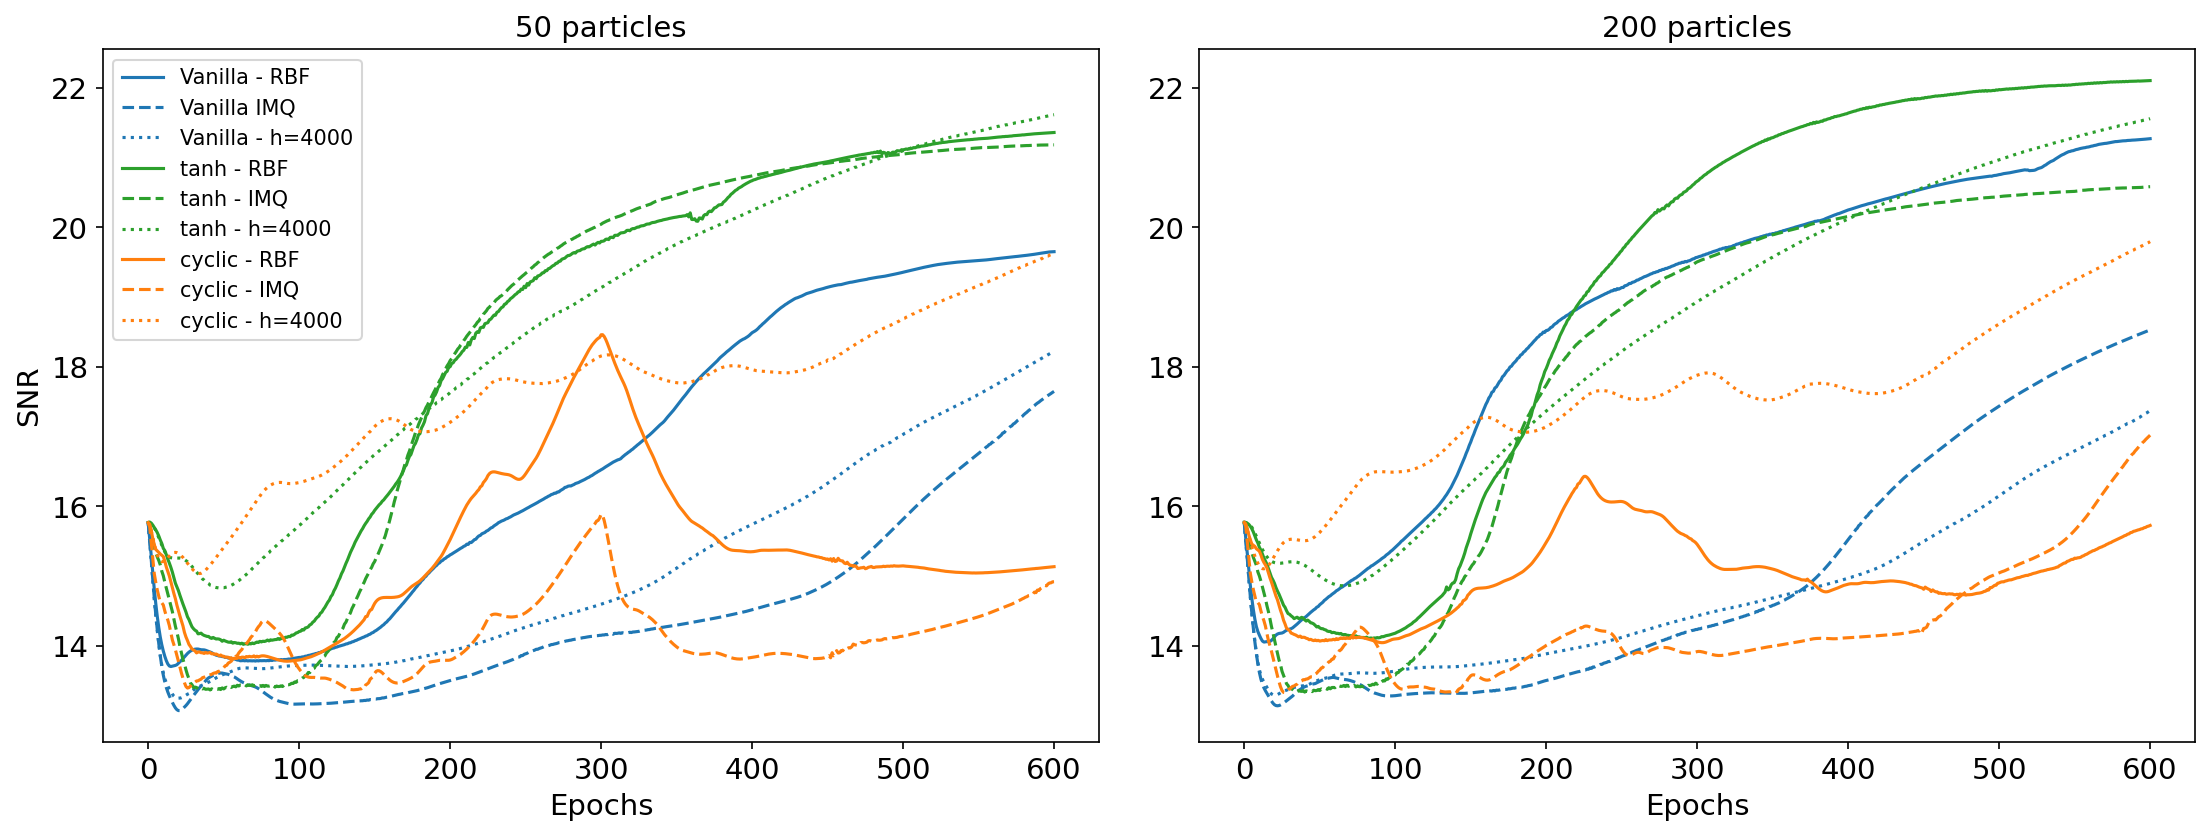 50 particles
200 particles
22
20
18
16
14
SNR
Vanilla - RBF
Vanilla IMQ
Vanilla - h=4000
tanh - RBF
tanh - IMQ
tanh - h=4000
cyclic - RBF
cyclic - IMQ
cyclic - h=4000
0 100 200 300 400 500 600
Epochs
22
20
18
16
14
0 100 200 300 400 500 600
Epochs